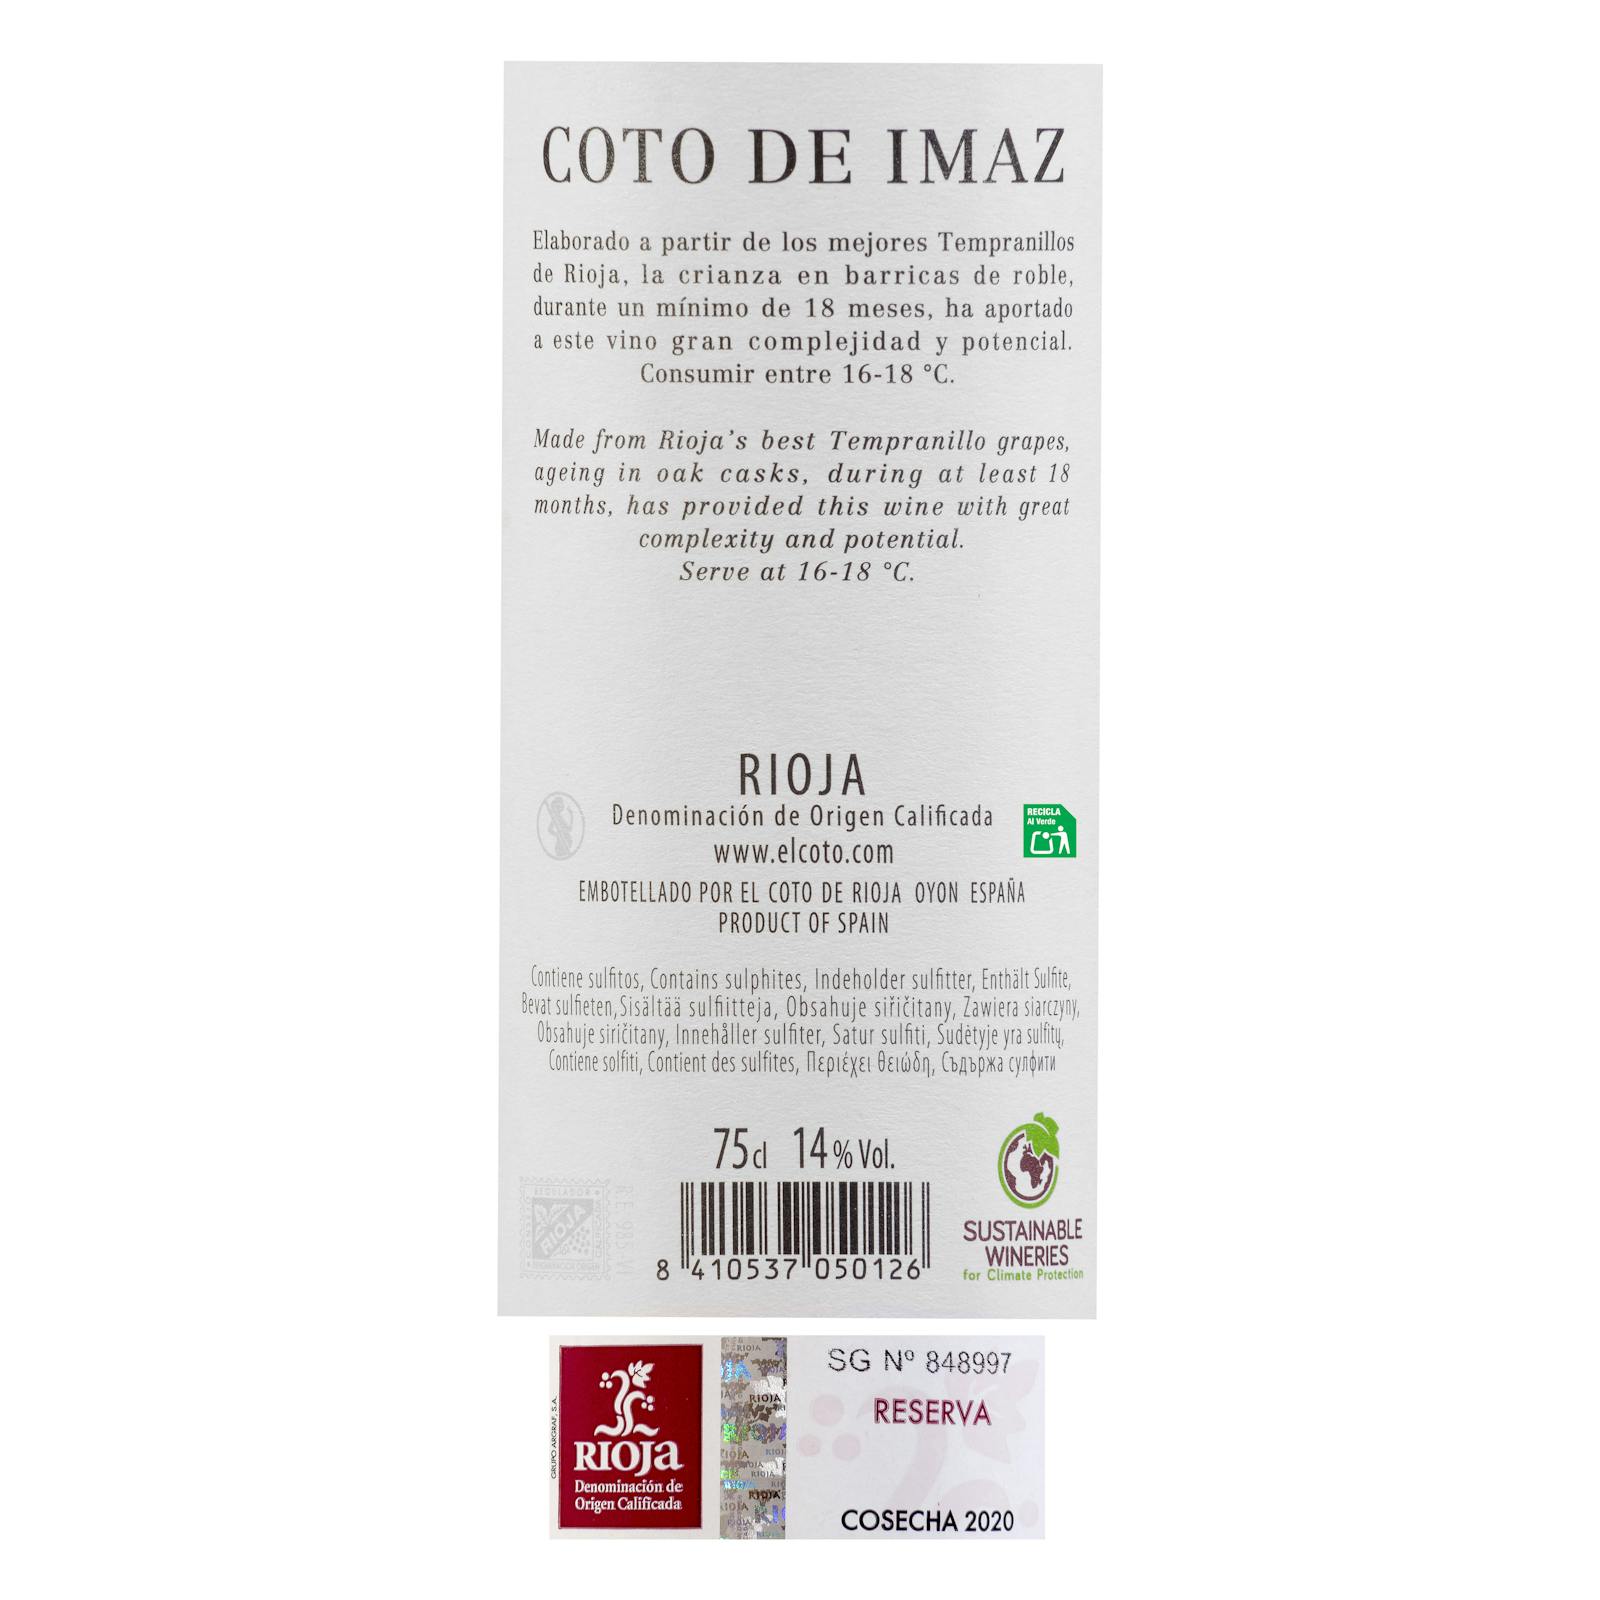 COTO DE IMAZ
Elaborado a partir de los mejores Tempranillos
de Rioja, la crianza en barricas de roble,
durante un mínimo de 18 meses, ha aportado
a este vino gran complejidad y potencial.
Consumir entre 16-18 °C.
Made from Rioja's best Tempranillo grapes,
ageing in oak casks, during at least 18
months, has provided this wine with great
complexity and potential.
Serve at 16-18 °C.
RIOJA
Denominación de Origen Calificada
www.elcoto.com
RECICLA
Al Verde
EMBOTELLADO POR EL COTO DE RIOJA OYON ESPAÑA
PRODUCT OF SPAIN
Contiene sulfitos, Contains sulphites, Indeholder sulfitter, Enthält Sulfite,
Bevat sulfieten, Sisältää sulfiitteja, Obsahuje siřičitany, Zawiera siarczyny,
Obsahuje siričitany, Innehåller sulfiter, Satur sulfiti, Sudėtyje yra sulfitų,
Contiene solfiti, Contient des sulfites, Περιέχει θειώδη, Съдържа сулфити
75cl 14% Vol.
8 410537 050126
SUSTAINABLE
WINERIES
for Climate Protection
RIOJA
GRUPO ARGRAF, S.A.
RIOJA
Denominación de
Origen Calificada
RIOJA
SG Nº 848997
RESERVA
COSECHA 2020